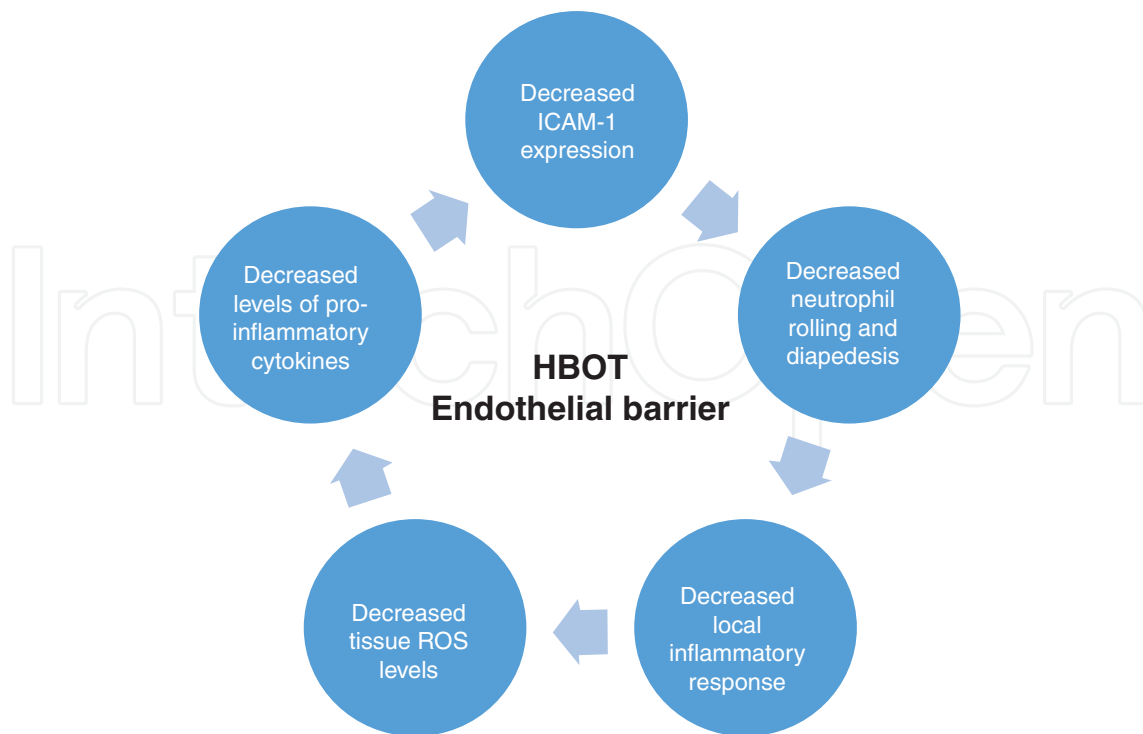 Decreased
ICAM-1
expression
Decreased
neutrophil
rolling and
diapedesis
Decreased
local
inflammatory
response
Decreased
tissue ROS
levels
Decreased
levels of pro-
inflammatory
cytokines
HBOT
Endothelial barrier
IntechOpen